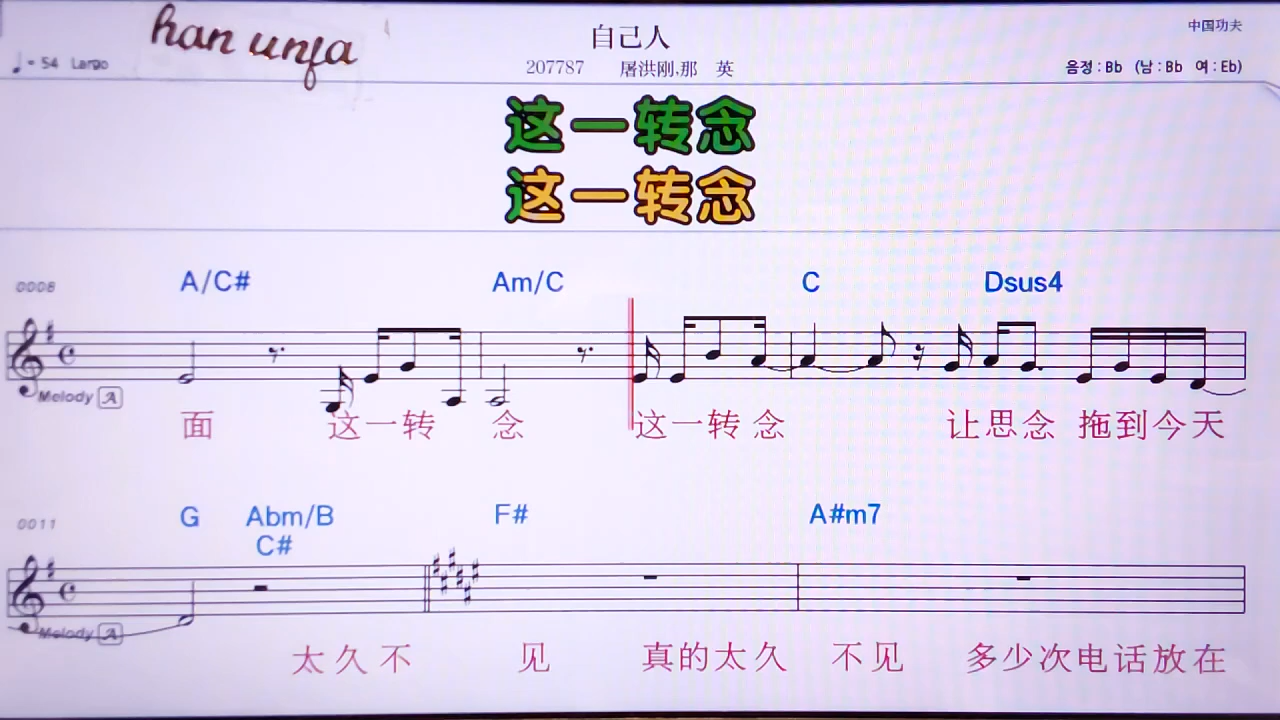 han unfa
自己人
中国功夫
♩= 54 Largo
207787 屠洪刚.那 英
음정 : Bb (남 : Bb 여 : Eb)
这一转念
这一转念
0008 A/C# Am/C C Dsus4
Melody A
面 这一转 念 这一转 念 让思念 拖到今天
0011 G Abm/B F# A#m7
C#
Melody A
太久不 见 真的太久 不见 多少次电话放在